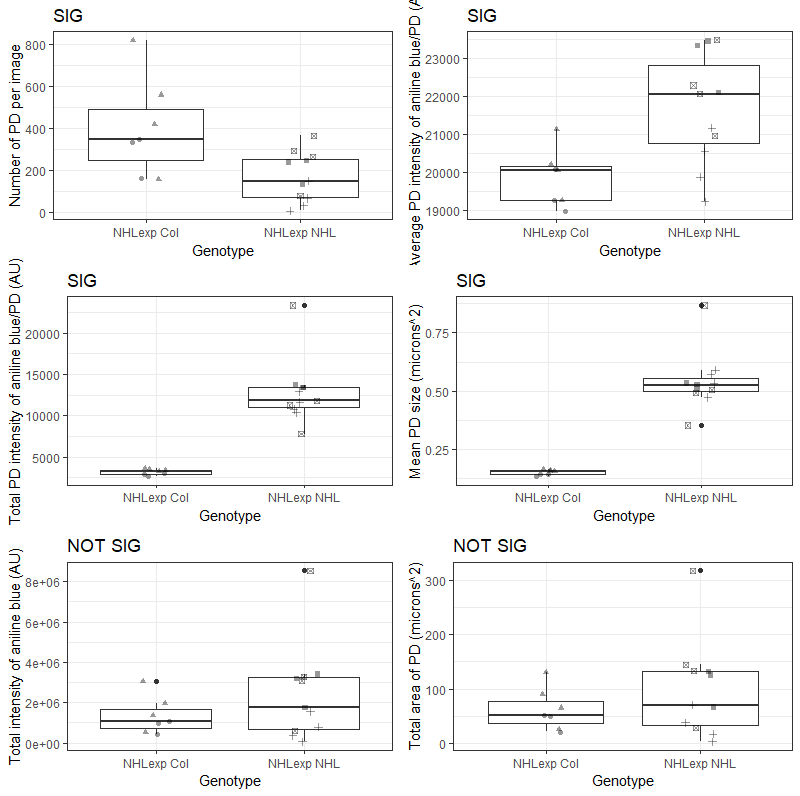 SIG
Number of PD per image
800
600
400
200
0
NHLexp Col
NHLexp NHL
Genotype
SIG
Average PD intensity of aniline blue/PD (A
23000
22000
21000
20000
19000
NHLexp Col
NHLexp NHL
Genotype
SIG
Total PD intensity of aniline blue/PD (AU)
20000
15000
10000
5000
NHLexp Col
NHLexp NHL
Genotype
SIG
Mean PD size (microns^2)
0.75
0.50
0.25
NHLexp Col
NHLexp NHL
Genotype
NOT SIG
Total intensity of aniline blue (AU)
8e+06
6e+06
4e+06
2e+06
0e+00
NHLexp Col
NHLexp NHL
Genotype
NOT SIG
Total area of PD (microns^2)
300
200
100
0
NHLexp Col
NHLexp NHL
Genotype